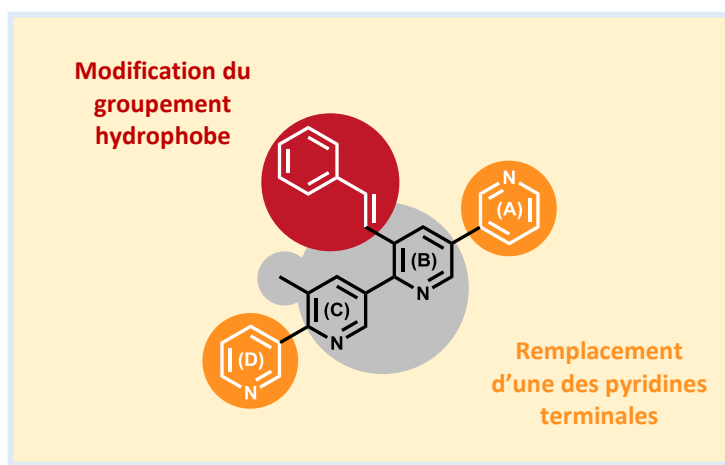 Modification du
groupement
hydrophobe
N
(A)
(B)
N
(C)
N
(D)
N
Remplacement
d'une des pyridines
terminales